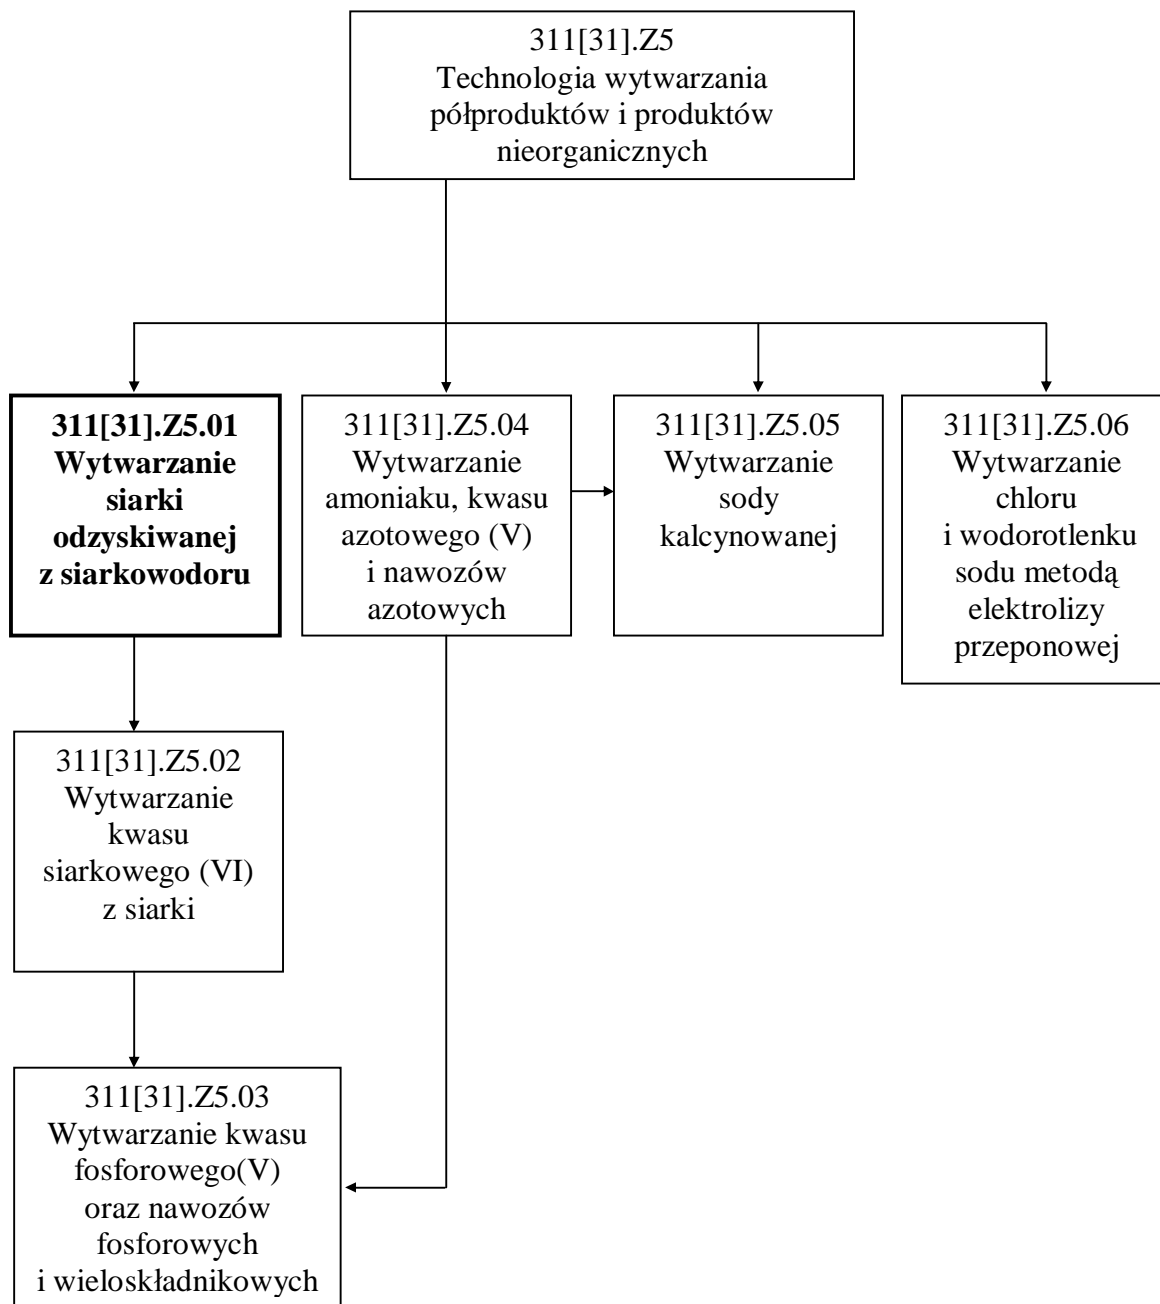 311[31].Z5
Technologia wytwarzania
półproduktów i produktów
nieorganicznych
311[31].Z5.01
Wytwarzanie
siarki
odzyskiwanej
z siarkowodoru
311[31].Z5.04
Wytwarzanie
amoniaku, kwasu
azotowego (V)
i nawozów
azotowych
311[31].Z5.05
Wytwarzanie
sody
kalcynowanej
311[31].Z5.06
Wytwarzanie
chloru
i wodorotlenku
sodu metodą
elektrolizy
przeponowej
311[31].Z5.02
Wytwarzanie
kwasu
siarkowego (VI)
z siarki
311[31].Z5.03
Wytwarzanie kwasu
fosforowego(V)
oraz nawozów
fosforowych
i wieloskładnikowych